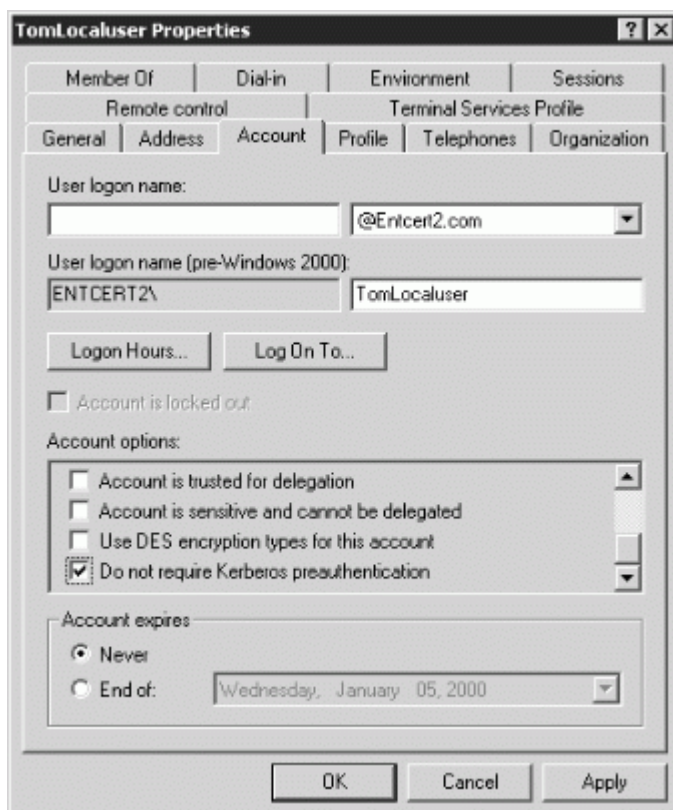 TomLocaluser Properties
Member Of Dial-in Environment Sessions
Remote control Terminal Services Profile
General Address Account Profile Telephones Organization
User logon name:
@Entcert2.com
User logon name (pre-Windows 2000):
ENTCERT2\ TomLocaluser
Logon Hours... Log On To...
Account is locked out
Account options:
Account is trusted for delegation
Account is sensitive and cannot be delegated
Use DES encryption types for this account
Do not require Kerberos preauthentication
Account expires
Never
End of: Wednesday, January 05, 2000
OK Cancel Apply